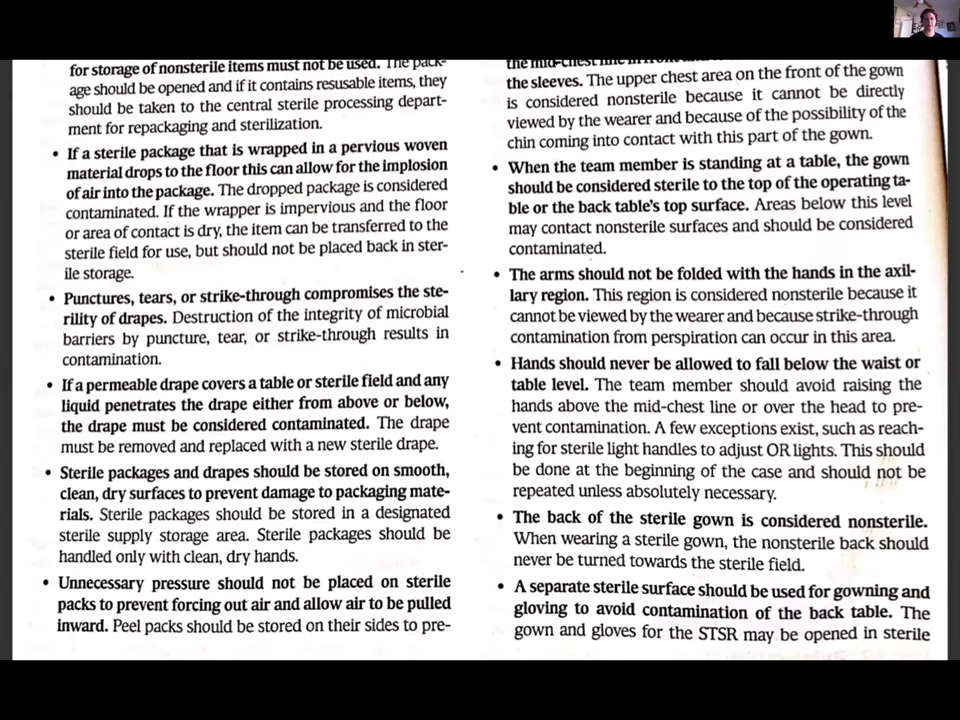 for storage of nonsterile items must not be used. The pack-
age should be opened and if it contains resusable items, they
should be taken to the central sterile processing depart-
ment for repackaging and sterilization.
• If a sterile package that is wrapped in a pervious woven
material drops to the floor this can allow for the implosion
of air into the package. The dropped package is considered
contaminated. If the wrapper is impervious and the floor
or area of contact is dry, the item can be transferred to the
sterile field for use, but should not be placed back in ster-
ile storage.
• Punctures, tears, or strike-through compromises the ste-
rility of drapes. Destruction of the integrity of microbial
barriers by puncture, tear, or strike-through results in
contamination.
• If a permeable drape covers a table or sterile field and any
liquid penetrates the drape either from above or below,
the drape must be considered contaminated. The drape
must be removed and replaced with a new sterile drape.
• Sterile packages and drapes should be stored on smooth,
clean, dry surfaces to prevent damage to packaging mate-
rials. Sterile packages should be stored in a designated
sterile supply storage area. Sterile packages should be
handled only with clean, dry hands.
• Unnecessary pressure should not be placed on sterile
packs to prevent forcing out air and allow air to be pulled
inward. Peel packs should be stored on their sides to pre-
the mid-chest line in front
the sleeves. The upper chest area on the front of the gown
is considered nonsterile because it cannot be directly
viewed by the wearer and because of the possibility of the
chin coming into contact with this part of the gown.
• When the team member is standing at a table, the gown
should be considered sterile to the top of the operating ta-
ble or the back table's top surface. Areas below this level
may contact nonsterile surfaces and should be considered
contaminated.
• The arms should not be folded with the hands in the axil-
lary region. This region is considered nonsterile because it
cannot be viewed by the wearer and because strike-through
contamination from perspiration can occur in this area.
• Hands should never be allowed to fall below the waist or
table level. The team member should avoid raising the
hands above the mid-chest line or over the head to pre-
vent contamination. A few exceptions exist, such as reach-
ing for sterile light handles to adjust OR lights. This should
be done at the beginning of the case and should not be
repeated unless absolutely necessary.
• The back of the sterile gown is considered nonsterile.
When wearing a sterile gown, the nonsterile back should
never be turned towards the sterile field.
• A separate sterile surface should be used for gowning and
gloving to avoid contamination of the back table. The
gown and gloves for the STSR may be opened in sterile